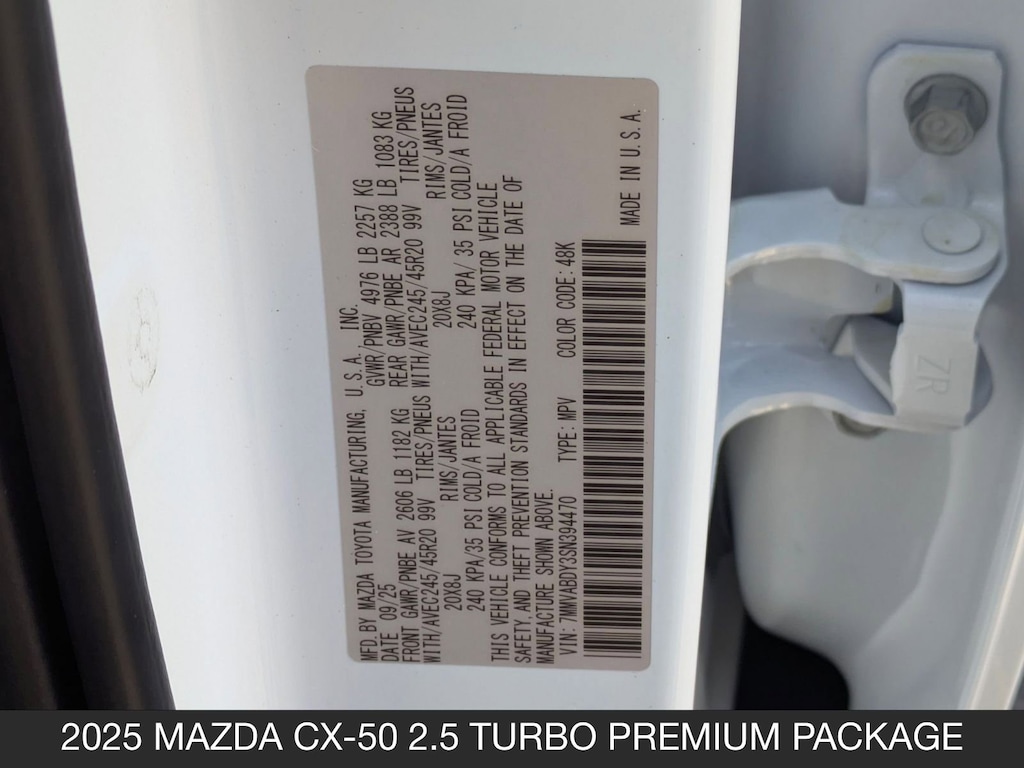 MFD. BY MAZDA TOYOTA MANUFACTURING, U. S. A., INC.
DATE 09/25 GVWR/PNBV 4976 LB 2257 KG
FRONT GAWR/PNBE AV 2606 LB 1182 KG REAR GAWR/PNBE AR 2388 LB 1083 KG
WITH/AVEC245/45R20 99V TIRES/PNEUS WITH/AVEC245/45R20 99V TIRES/PNEUS
20X8J RIMS/JANTES 20X8J RIMS/JANTES
240 KPA/35 PSI COLD/A FROID 240 KPA/ 35 PSI COLD/A FROID
THIS VEHICLE CONFORMS TO ALL APPLICABLE FEDERAL MOTOR VEHICLE
SAFETY, AND THEFT PREVENTION STANDARDS IN EFFECT ON THE DATE OF
MANUFACTURE SHOWN ABOVE.
VIN: 7MMVABDY3SN394470 TYPE: MPV COLOR CODE: 48K
MADE IN U. S. A.
ZR
2025 MAZDA CX-50 2.5 TURBO PREMIUM PACKAGE